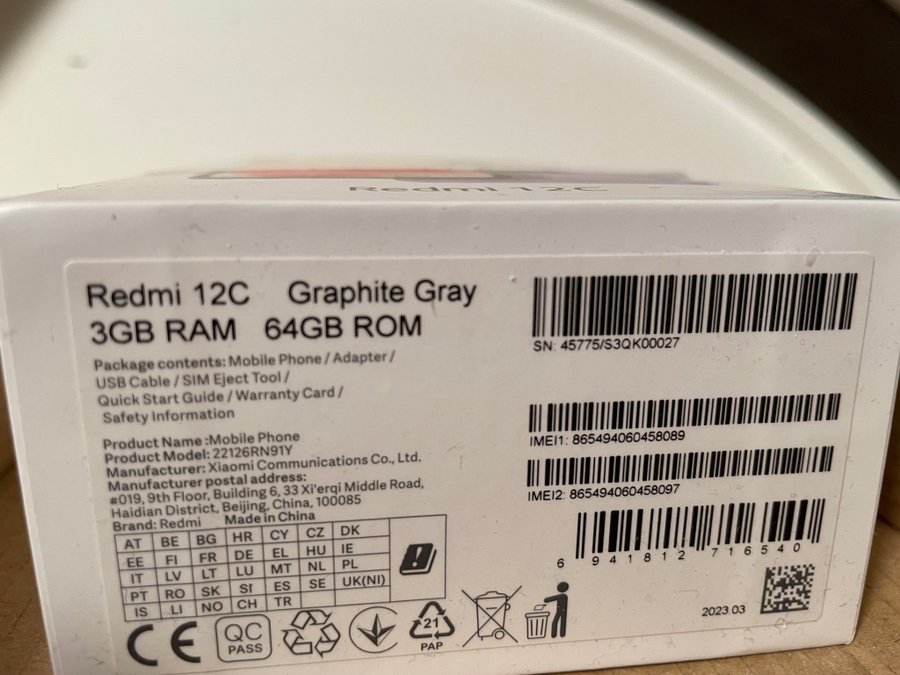 Redmi 12C
Redmi 12C Graphite Gray
3GB RAM 64GB ROM
Package contents: Mobile Phone / Adapter /
USB Cable / SIM Eject Tool /
Quick Start Guide / Warranty Card /
Safety Information
Product Name :Mobile Phone
Product Model: 22126RN91Y
Manufacturer: Xiaomi Communications Co., Ltd.
Manufacturer postal address:
#019, 9th Floor, Building 6, 33 Xi'erqi Middle Road,
Haidian District, Beijing, China, 100085
Brand: Redmi Made in China
AT BE BG HR CY CZ DK
EE FI FR DE EL HU IE
IT LV LT LU MT NL PL
PT RO SK SI ES SE UK(NI)
IS LI NO CH TR
CE
QC
PASS
21
PAP
SN: 45775/S3QK00027
IMEI1: 865494060458089
IMEI2: 865494060458097
6 941812 716540
2023.03